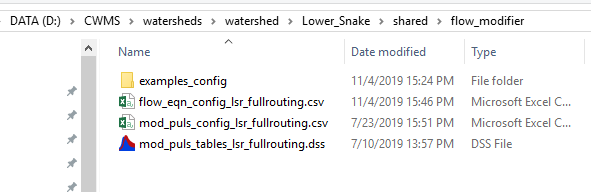 DATA (D:) > CWMS > watersheds > watershed > Lower_Snake > shared > flow_modifier
Name Date modified Type
examples_config 11/4/2019 15:24 PM File folder
flow_eqn_config_lsr_fullrouting.csv 11/4/2019 15:46 PM Microsoft Excel C...
mod_puls_config_lsr_fullrouting.csv 7/23/2019 15:51 PM Microsoft Excel C...
mod_puls_tables_lsr_fullrouting.dss 7/10/2019 13:57 PM DSS File